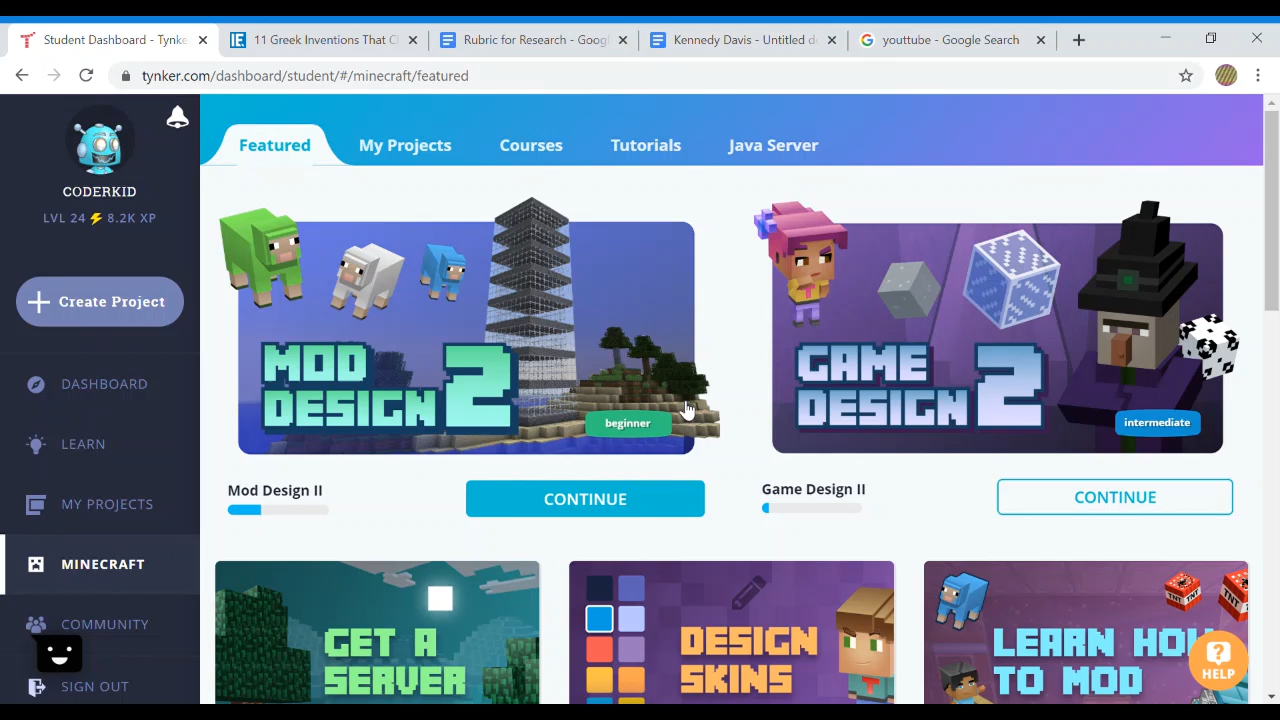 Student Dashboard - Tynke
11 Greek Inventions That C
Rubric for Research - Goog
Kennedy Davis - Untitled d
youttube - Google Search
tynker.com/dashboard/student/#/minecraft/featured
CODERKID
LVL 24 8.2K XP
Create Project
DASHBOARD
LEARN
MY PROJECTS
MINECRAFT
COMMUNITY
SIGN OUT
Featured
My Projects
Courses
Tutorials
Java Server
MOD
DESIGN 2
beginner
Mod Design II
CONTINUE
GAME
DESIGN 2
intermediate
Game Design II
CONTINUE
GET A
SERVER
DESIGN
SKINS
LEARN HOW
TO MOD
?
HELP